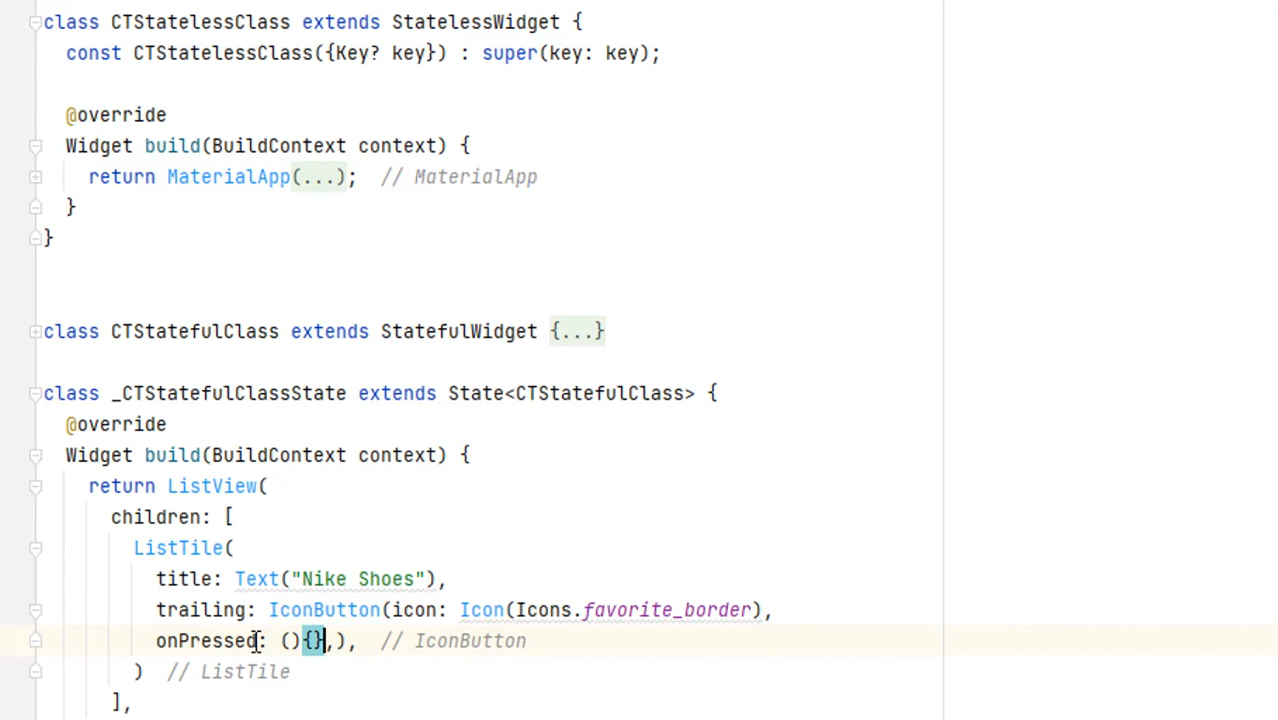 class CTStatelessClass extends StatelessWidget {
const CTStatelessClass({Key? key}) : super(key: key);
@override
Widget build(BuildContext context) {
return MaterialApp(...); // MaterialApp
}
}
class CTStatefulClass extends StatefulWidget {...}
class _CTStatefulClassState extends State<CTStatefulClass> {
@override
Widget build(BuildContext context) {
return ListView(
children: [
ListTile(
title: Text("Nike Shoes"),
trailing: IconButton(icon: Icon(Icons.favorite_border),
onPressed: (){},), // IconButton
) // ListTile
],